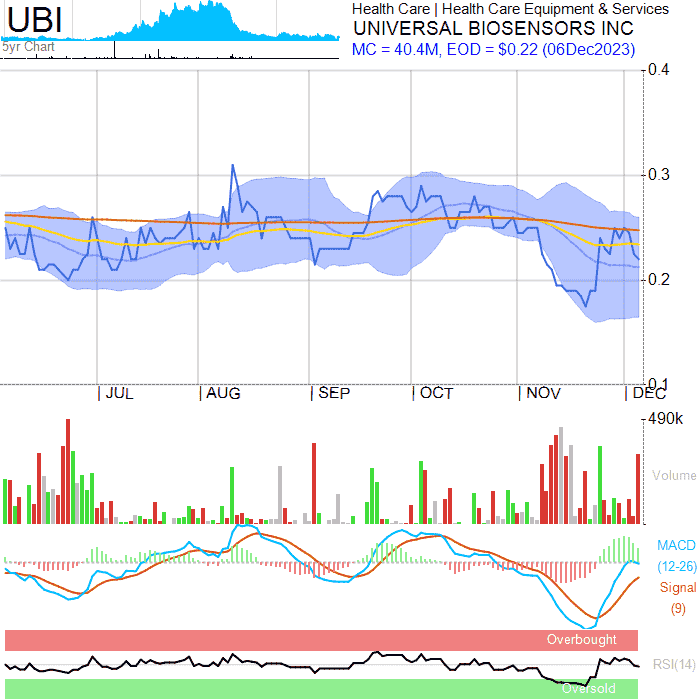 UBI
5yr Chart
Health Care | Health Care Equipment & Services
UNIVERSAL BIOSENSORS INC
MC = 40.4M, EOD = $0.22 (06Dec2023)
0.4
0.3
0.2
0.1
JUL
AUG
SEP
OCT
NOV
DEC
490k
Volume
MACD
(12-26)
Signal
(9)
Overbought
RSI(14)
Oversold